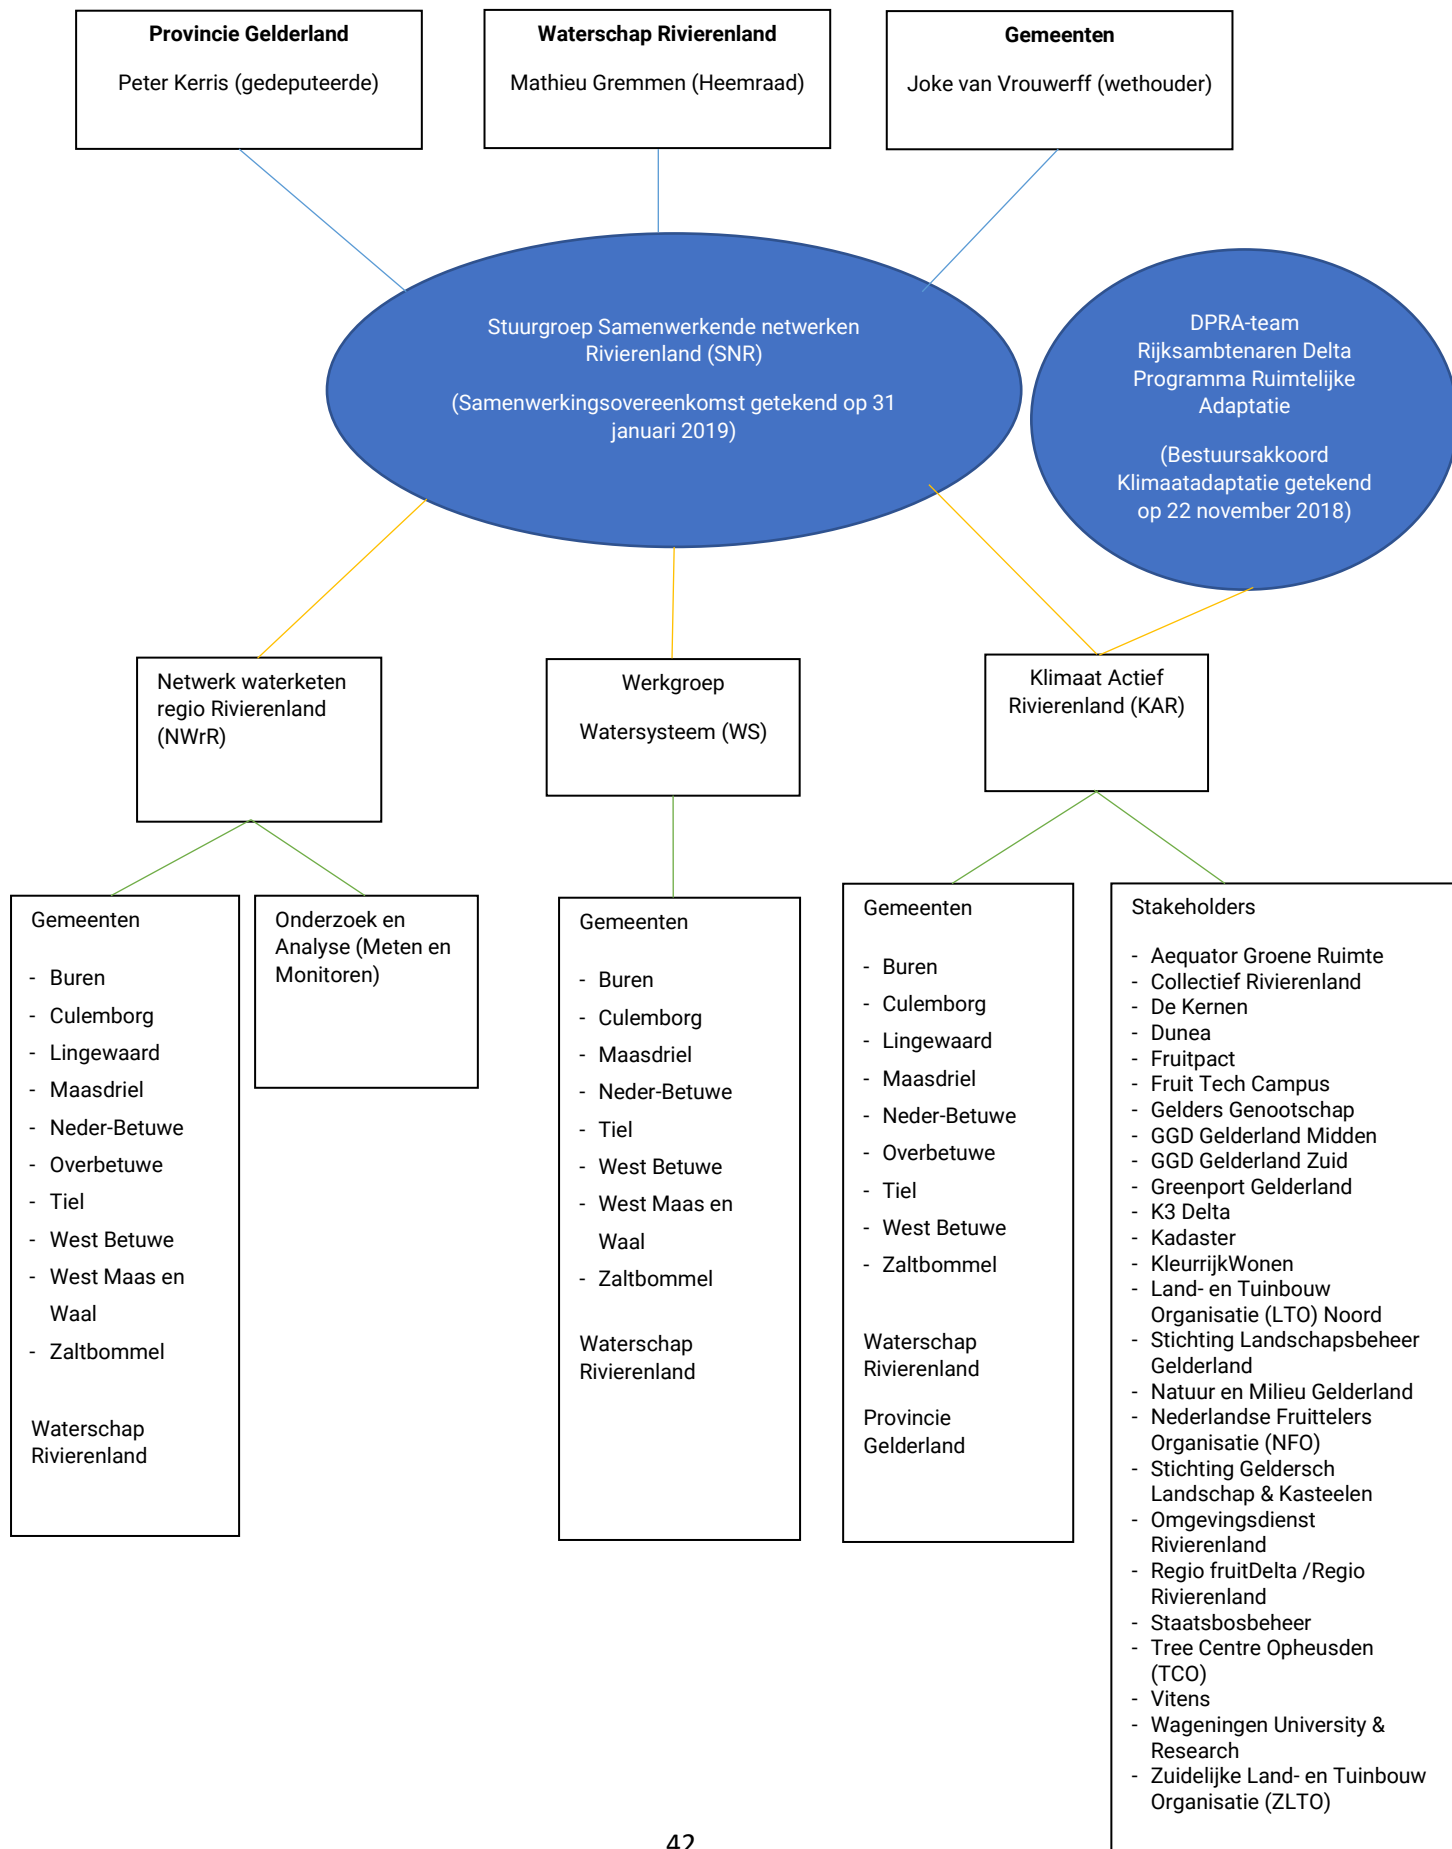 Provincie Gelderland
Peter Kerris (gedeputeerde)
Waterschap Rivierenland
Mathieu Gremmen (Heemraad)
Gemeenten
Joke van Vrouwerff (wethouder)
Stuurgroep Samenwerkende netwerken
Rivierenland (SNR)
(Samenwerkingsovereenkomst getekend op 31
januari 2019)
DPRA-team
Rijksambtenaren Delta
Programma Ruimtelijke
Adaptatie
(Bestuursakkoord
Klimaatadaptatie getekend
op 22 november 2018)
Netwerk waterketen
regio Rivierenland
(NWrR)
Werkgroep
Watersysteem (WS)
Klimaat Actief
Rivierenland (KAR)
Gemeenten
- Buren
- Culemborg
- Lingewaard
- Maasdriel
- Neder-Betuwe
- Overbetuwe
- Tiel
- West Betuwe
- West Maas en
Waal
- Zaltbommel
Waterschap
Rivierenland
Onderzoek en
Analyse (Meten en
Monitoren)
Gemeenten
- Buren
- Culemborg
- Maasdriel
- Neder-Betuwe
- Tiel
- West Betuwe
- West Maas en
Waal
- Zaltbommel
Waterschap
Rivierenland
Gemeenten
- Buren
- Culemborg
- Lingewaard
- Maasdriel
- Neder-Betuwe
- Overbetuwe
- Tiel
- West Betuwe
- Zaltbommel
Waterschap
Rivierenland
Provincie
Gelderland
Stakeholders
- Aequator Groene Ruimte
- Collectief Rivierenland
- De Kernen
- Dunea
- Fruitpact
- Fruit Tech Campus
- Gelders Genootschap
- GGD Gelderland Midden
- GGD Gelderland Zuid
- Greenport Gelderland
- K3 Delta
- Kadaster
- KleurrijkWonen
- Land- en Tuinbouw
Organisatie (LTO) Noord
- Stichting Landschapsbeheer
Gelderland
- Natuur en Milieu Gelderland
- Nederlandse Fruittelers
Organisatie (NFO)
- Stichting Geldersch
Landschap & Kasteelen
- Omgevingsdienst
Rivierenland
- Regio fruitDelta /Regio
Rivierenland
- Staatsbosbeheer
- Tree Centre Opheusden
(TCO)
- Vitens
- Wageningen University &
Research
- Zuidelijke Land- en Tuinbouw
Organisatie (ZLTO)
42